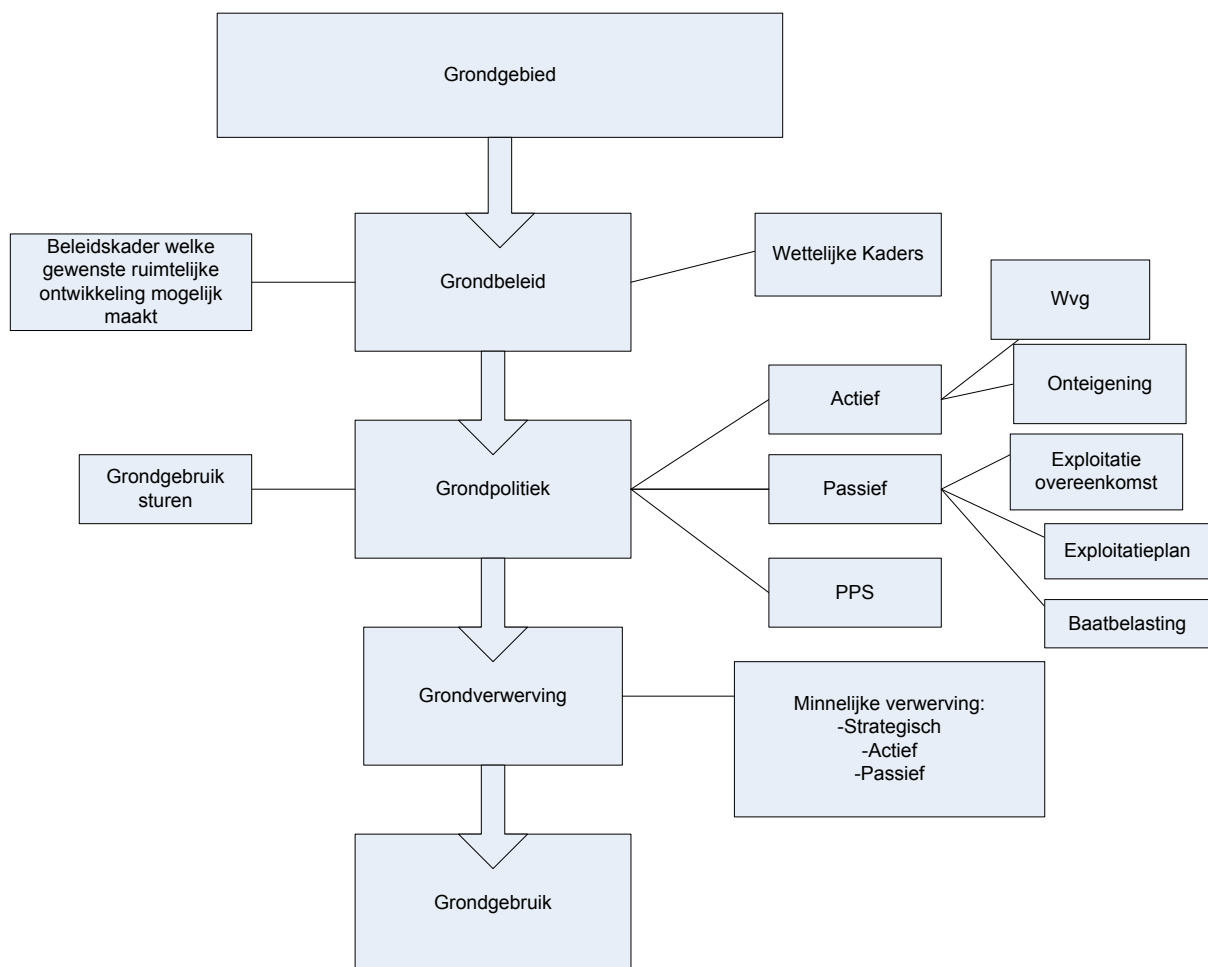 Grondgebied
Beleidskader welke
gewenste ruimtelijke
ontwikkeling mogelijk
maakt
Grondbeleid
Wettelijke Kaders
Wvg
Onteigening
Actief
Grondgebruik
sturen
Grondpolitiek
Passief
Exploitatie
overeenkomst
Exploitatieplan
PPS
Baatbelasting
Grondverwerving
Minnelijke verwerving:
-Strategisch
-Actief
-Passief
Grondgebruik